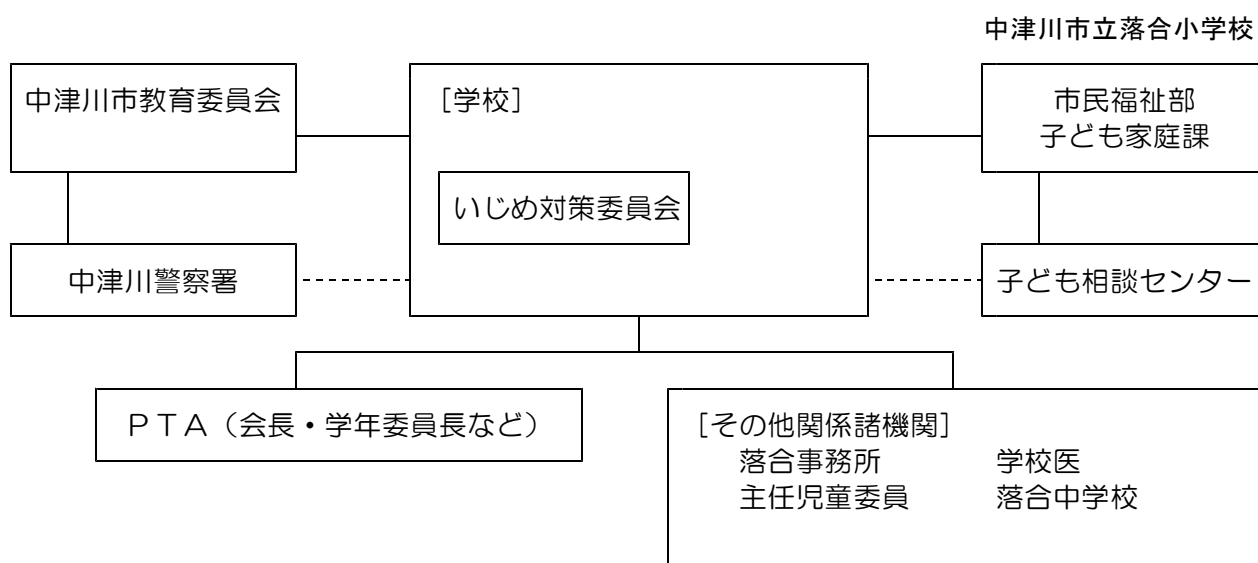 中津川市立落合小学校
中津川市教育委員会
[学校]
市民福祉部
子ども家庭課
いじめ対策委員会
中津川警察署
子ども相談センター
ＰＴＡ（会長・学年委員長など）
[その他関係諸機関]
落合事務所　学校医
主任児童委員　落合中学校